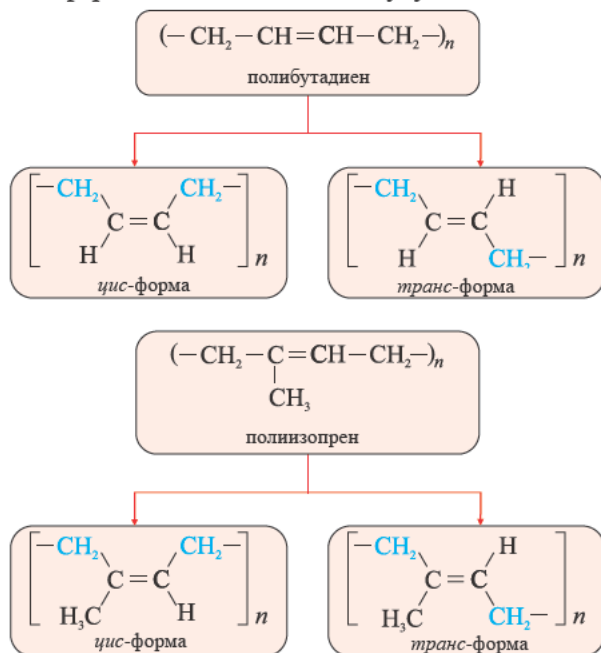 (—CH₂—CH=CH—CH₂—)ₙ
полибутадиен
—CH₂ CH₂—
C=C
H H n
цис-форма
—CH₂ H
C=C
H CH₂— n
транс-форма
(—CH₂—C=CH—CH₂—)ₙ
CH₃
полиизопрен
—CH₂ CH₂—
C=C
H₃C H n
цис-форма
—CH₂ H
C=C
H₃C CH₂— n
транс-форма